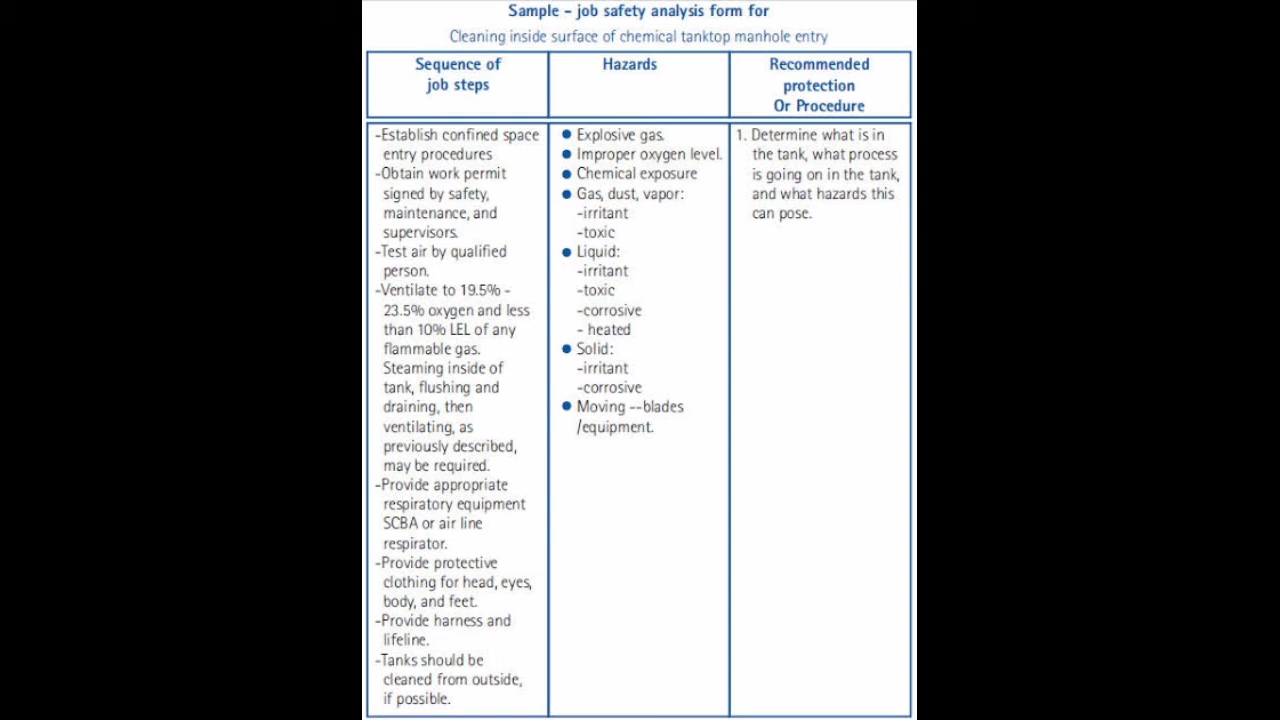 Sample - job safety analysis form for
Cleaning inside surface of chemical tanktop manhole entry
Sequence of
job steps
Hazards
Recommended
protection
Or Procedure
-Establish confined space
entry procedures
-Obtain work permit
signed by safety,
maintenance, and
supervisors.
-Test air by qualified
person.
-Ventilate to 19.5% -
23.5% oxygen and less
than 10% LEL of any
flammable gas.
Steaming inside of
tank, flushing and
draining, then
ventilating, as
previously described,
may be required.
-Provide appropriate
respiratory equipment
SCBA or air line
respirator.
-Provide protective
clothing for head, eyes,
body, and feet.
-Provide harness and
lifeline.
-Tanks should be
cleaned from outside,
if possible.
● Explosive gas.
● Improper oxygen level.
● Chemical exposure
● Gas, dust, vapor:
-irritant
-toxic
● Liquid:
-irritant
-toxic
-corrosive
- heated
● Solid:
-irritant
-corrosive
● Moving --blades
/equipment.
1. Determine what is in
the tank, what process
is going on in the tank,
and what hazards this
can pose.